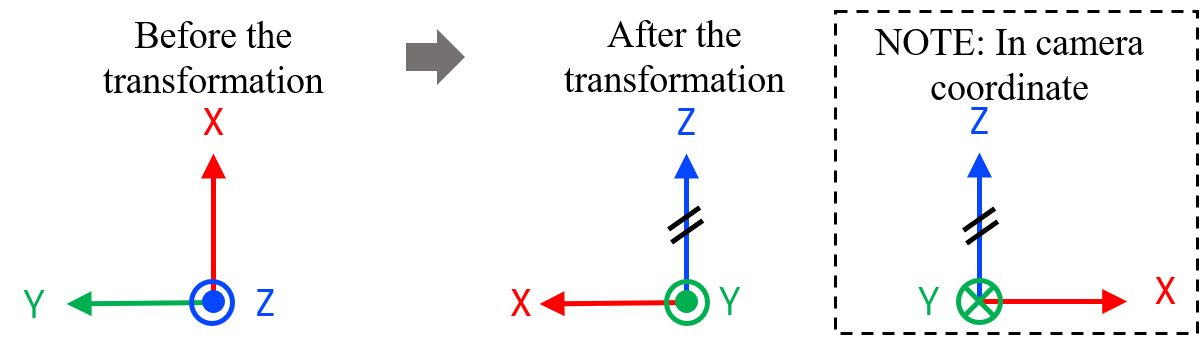 Before the
transformation
X
Y
Z
After the
transformation
Z
X
Y
NOTE: In camera
coordinate
Z
Y
X